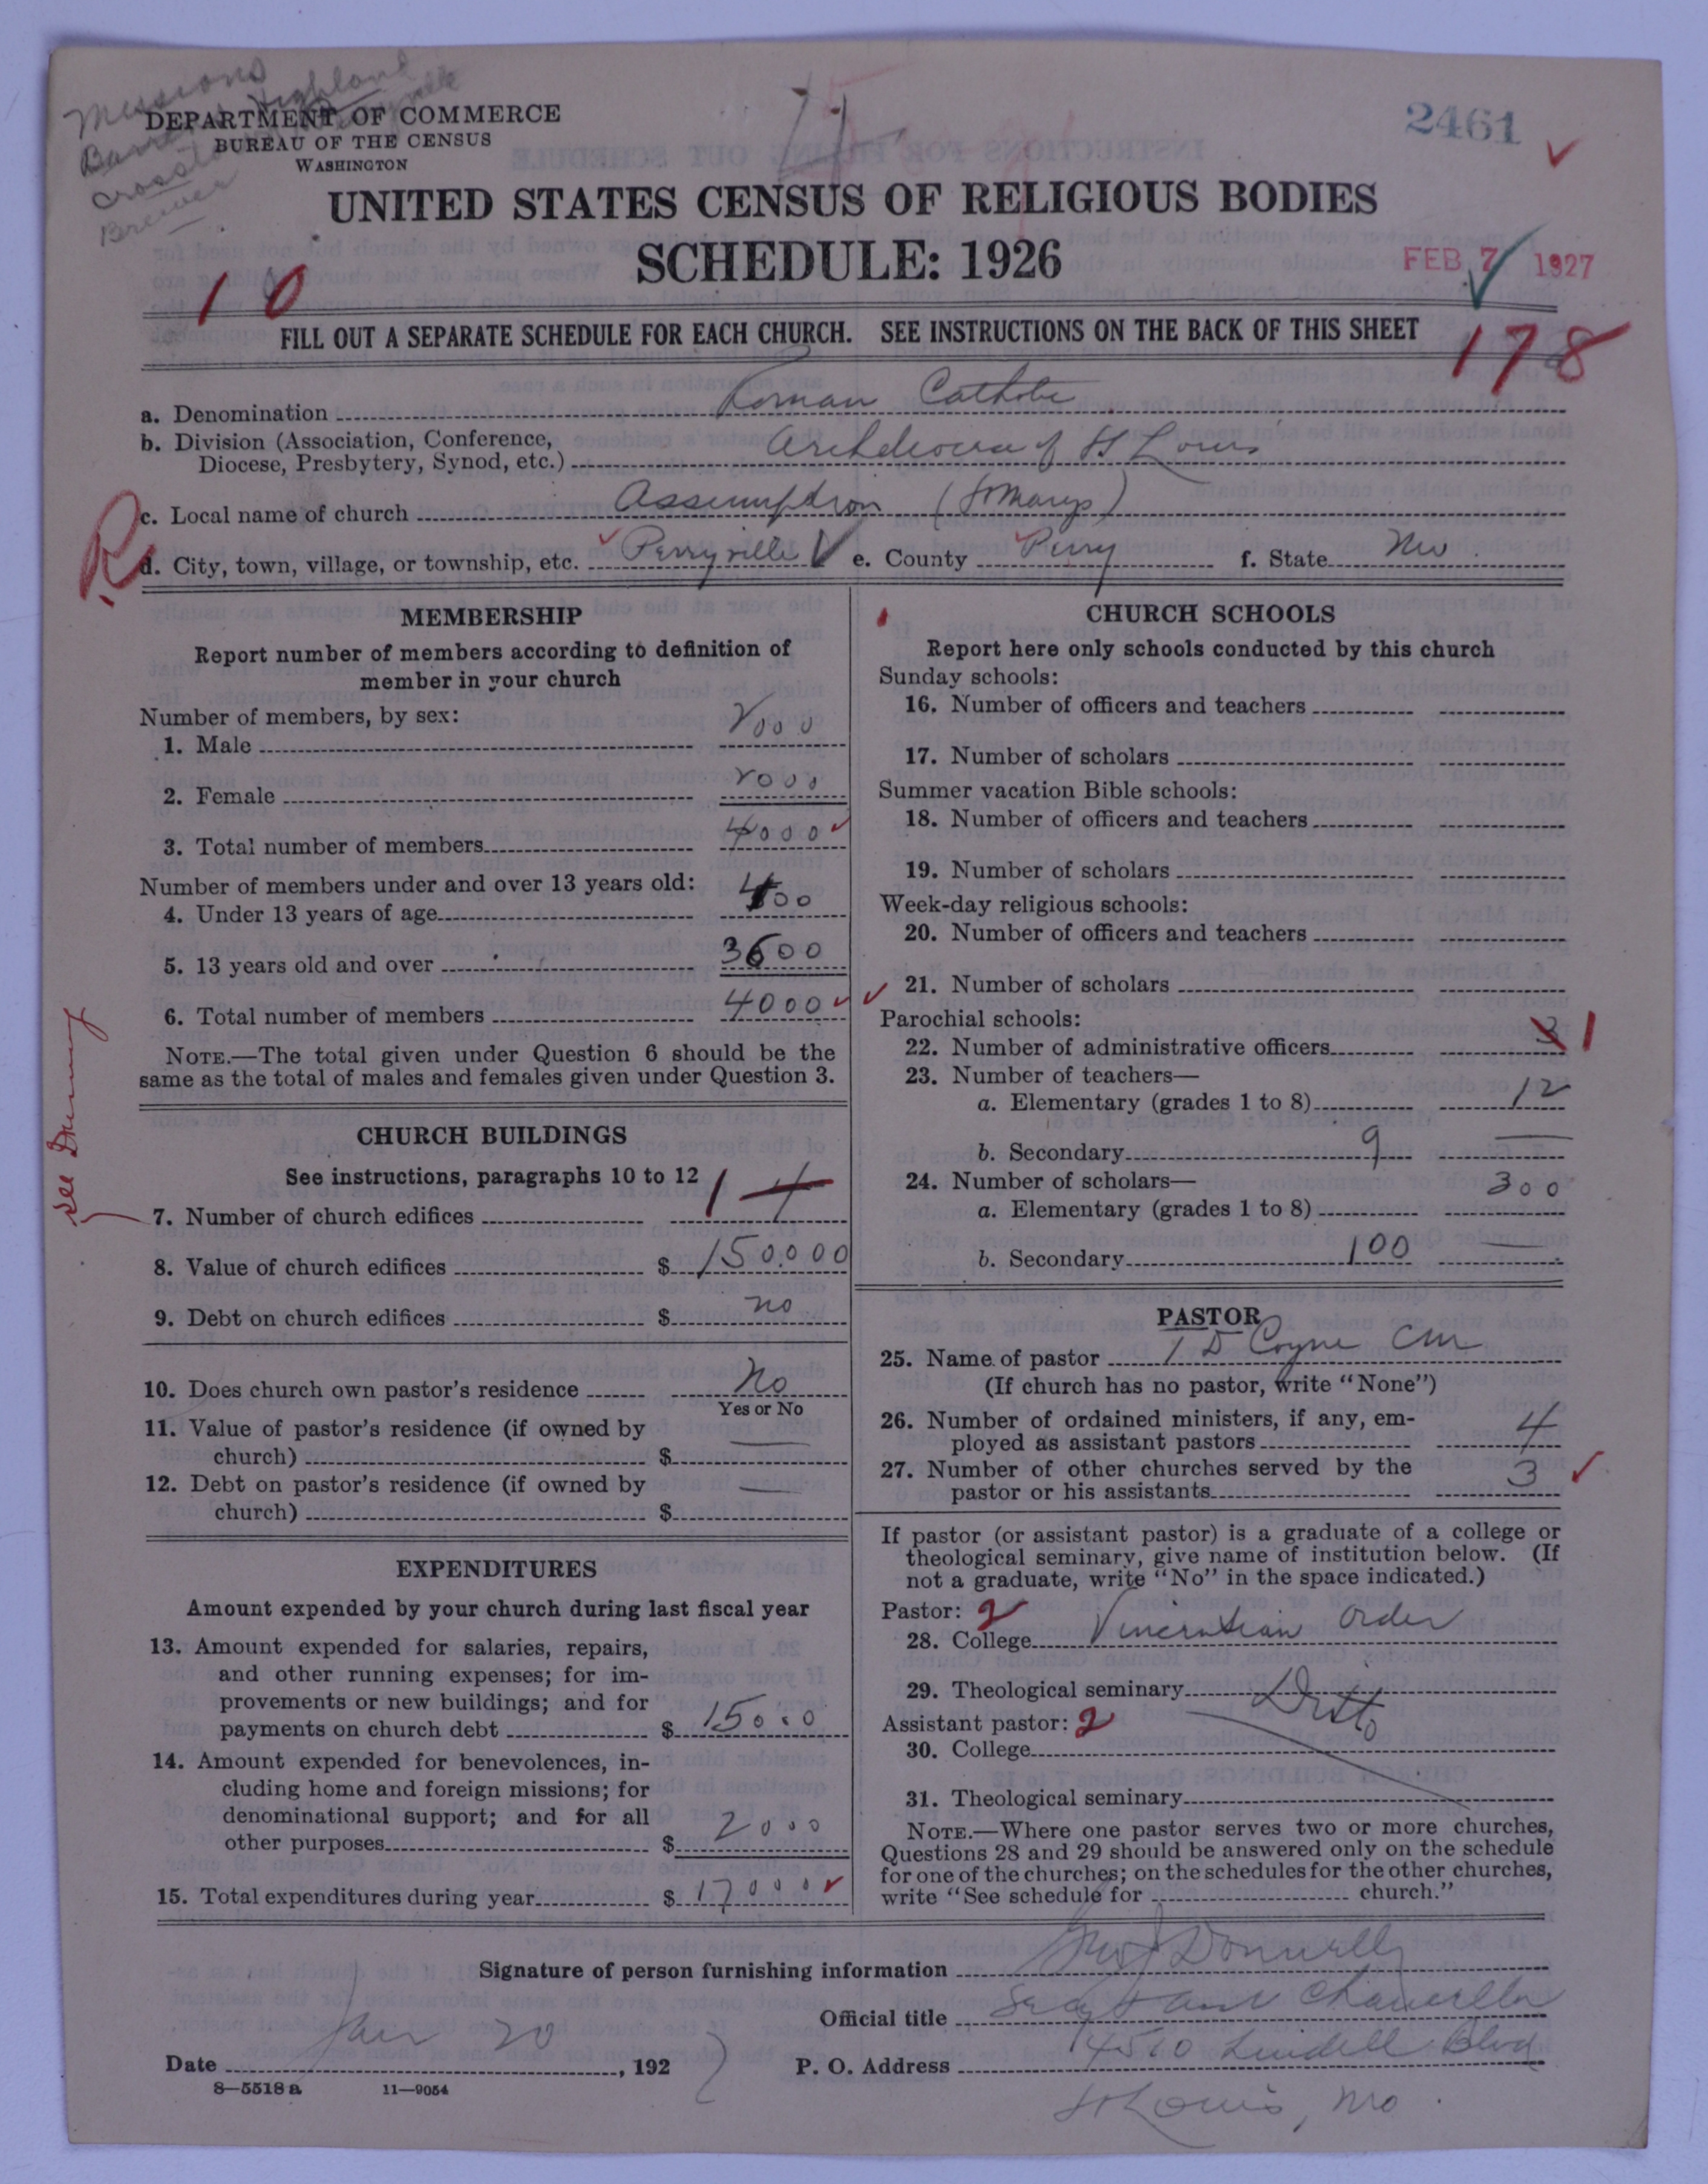 Missions
Highland
DEPARTMENT OF COMMERCE
BUREAU OF THE CENSUS
WASHINGTON
Brewer
2461
UNITED STATES CENSUS OF RELIGIOUS BODIES
SCHEDULE: 1926
FEB 7 1927
10
FILL OUT A SEPARATE SCHEDULE FOR EACH CHURCH. SEE INSTRUCTIONS ON THE BACK OF THIS SHEET
178
a. Denomination Roman Catholic
b. Division (Association, Conference,
Diocese, Presbytery, Synod, etc.) Archdiocese of St Louis
c. Local name of church Assumption (St Marys)
R
d. City, town, village, or township, etc. Perryville e. County Perry f. State Mo.
MEMBERSHIP
Report number of members according to definition of
member in your church
Number of members, by sex:
1. Male 2000
2. Female 2000
3. Total number of members 4000
Number of members under and over 13 years old:
4. Under 13 years of age 400
5. 13 years old and over 3600
6. Total number of members 4000
NOTE.—The total given under Question 6 should be the
same as the total of males and females given under Question 3.
CHURCH BUILDINGS
See instructions, paragraphs 10 to 12
See Dummy
7. Number of church edifices 1 4
8. Value of church edifices $ 150.000
9. Debt on church edifices $ no
10. Does church own pastor's residence No
Yes or No
11. Value of pastor's residence (if owned by
church) $ —
12. Debt on pastor's residence (if owned by
church) $ —
EXPENDITURES
Amount expended by your church during last fiscal year
13. Amount expended for salaries, repairs,
and other running expenses; for im-
provements or new buildings; and for
payments on church debt $ 15000
14. Amount expended for benevolences, in-
cluding home and foreign missions; for
denominational support; and for all
other purposes $ 2000
15. Total expenditures during year $ 17000
CHURCH SCHOOLS
Report here only schools conducted by this church
Sunday schools:
16. Number of officers and teachers
17. Number of scholars
Summer vacation Bible schools:
18. Number of officers and teachers
19. Number of scholars
Week-day religious schools:
20. Number of officers and teachers
21. Number of scholars
Parochial schools:
22. Number of administrative officers 3 1
23. Number of teachers—
a. Elementary (grades 1 to 8) 12
b. Secondary 9 —
24. Number of scholars—
a. Elementary (grades 1 to 8) 300
b. Secondary 100 —
PASTOR
25. Name of pastor T D Coyne CM
(If church has no pastor, write "None")
26. Number of ordained ministers, if any, em-
ployed as assistant pastors 4
27. Number of other churches served by the
pastor or his assistants 3
If pastor (or assistant pastor) is a graduate of a college or
theological seminary, give name of institution below. (If
not a graduate, write "No" in the space indicated.)
Pastor: 2
28. College Vincentian Order
29. Theological seminary Ditto
Assistant pastor: 2
30. College
31. Theological seminary
NOTE.—Where one pastor serves two or more churches,
Questions 28 and 29 should be answered only on the schedule
for one of the churches; on the schedules for the other churches,
write "See schedule for church."
Signature of person furnishing information Donnelly
Official title Chancellor
Date Jan 20, 192 7 P. O. Address 4510 Lindell Blvd
8—5518 a 11—9054
St Louis, Mo.